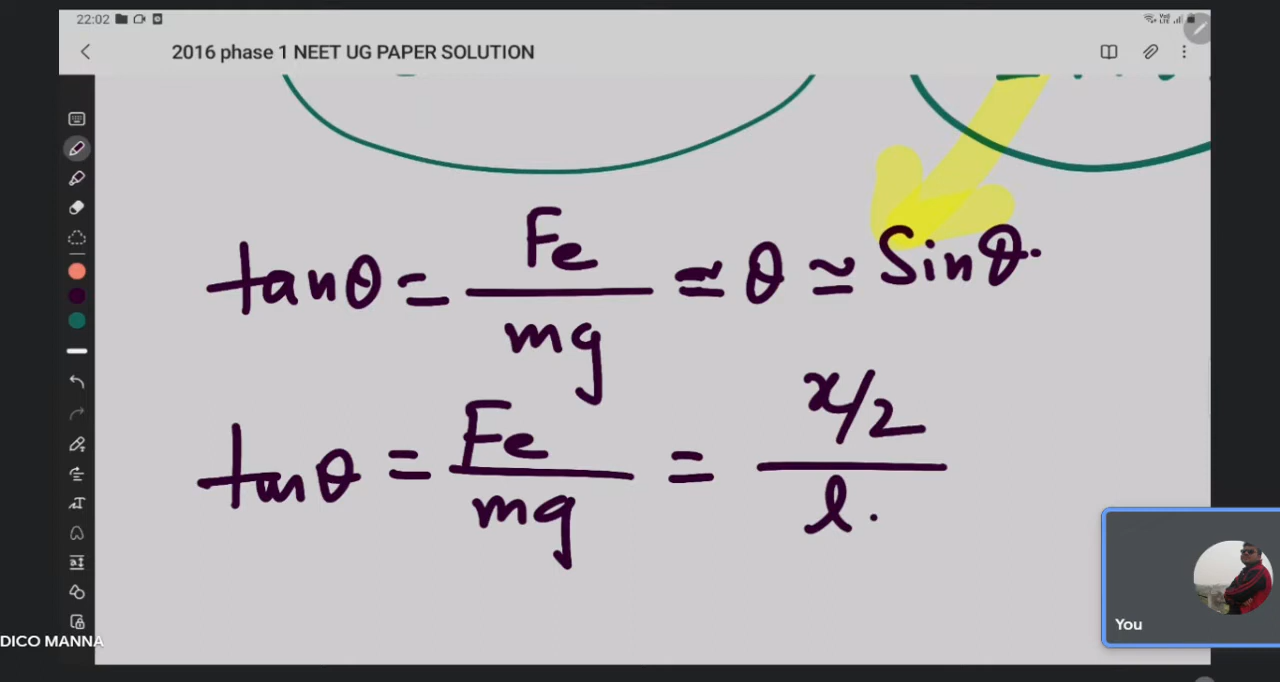 22:02
2016 phase 1 NEET UG PAPER SOLUTION
tanθ = Fe/mg ≃ θ ≃ Sinθ.
tanθ = Fe/mg = x/2/l.
You
DICO MANNA